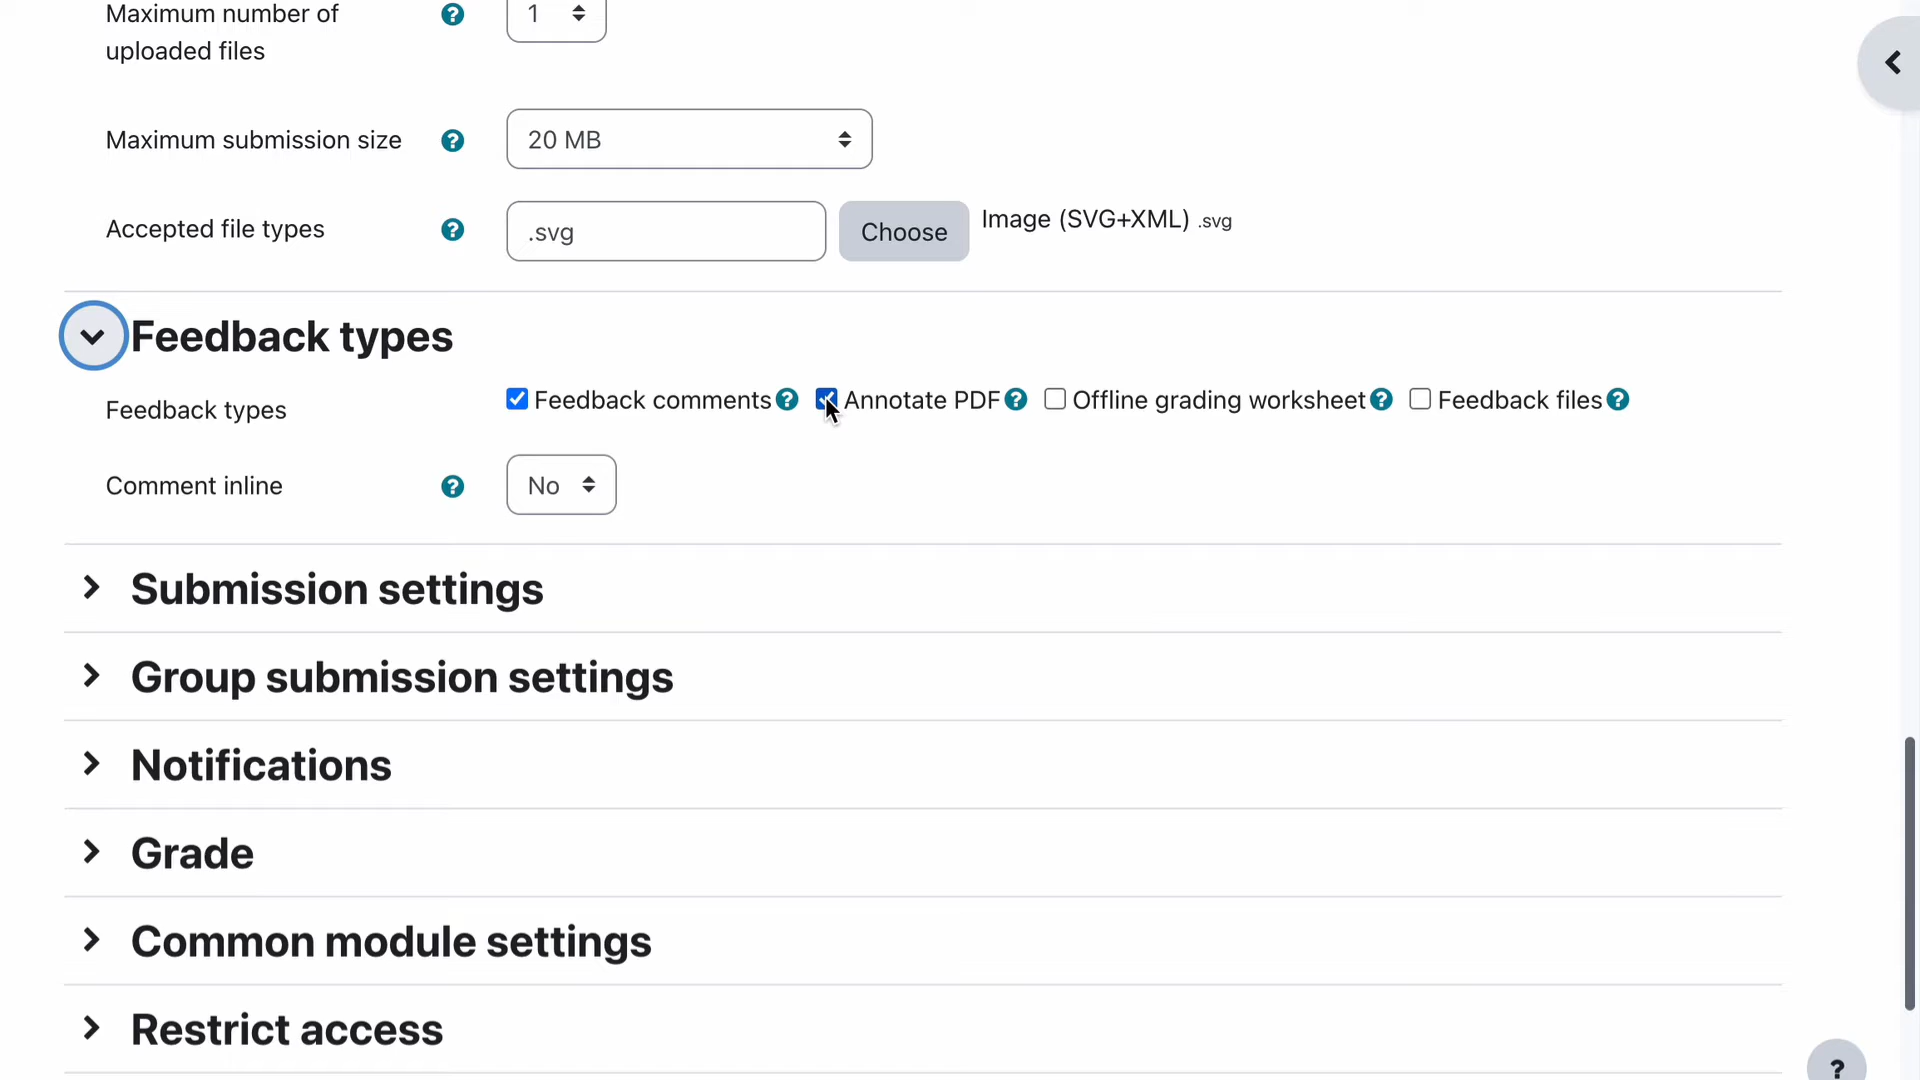 Maximum number of ? 1
uploaded files
Maximum submission size ? 20 MB
Accepted file types ? .svg Choose Image (SVG+XML) .svg
Feedback types
Feedback types Feedback comments ? Annotate PDF ? Offline grading worksheet ? Feedback files ?
Comment inline ? No
Submission settings
Group submission settings
Notifications
Grade
Common module settings
Restrict access
?